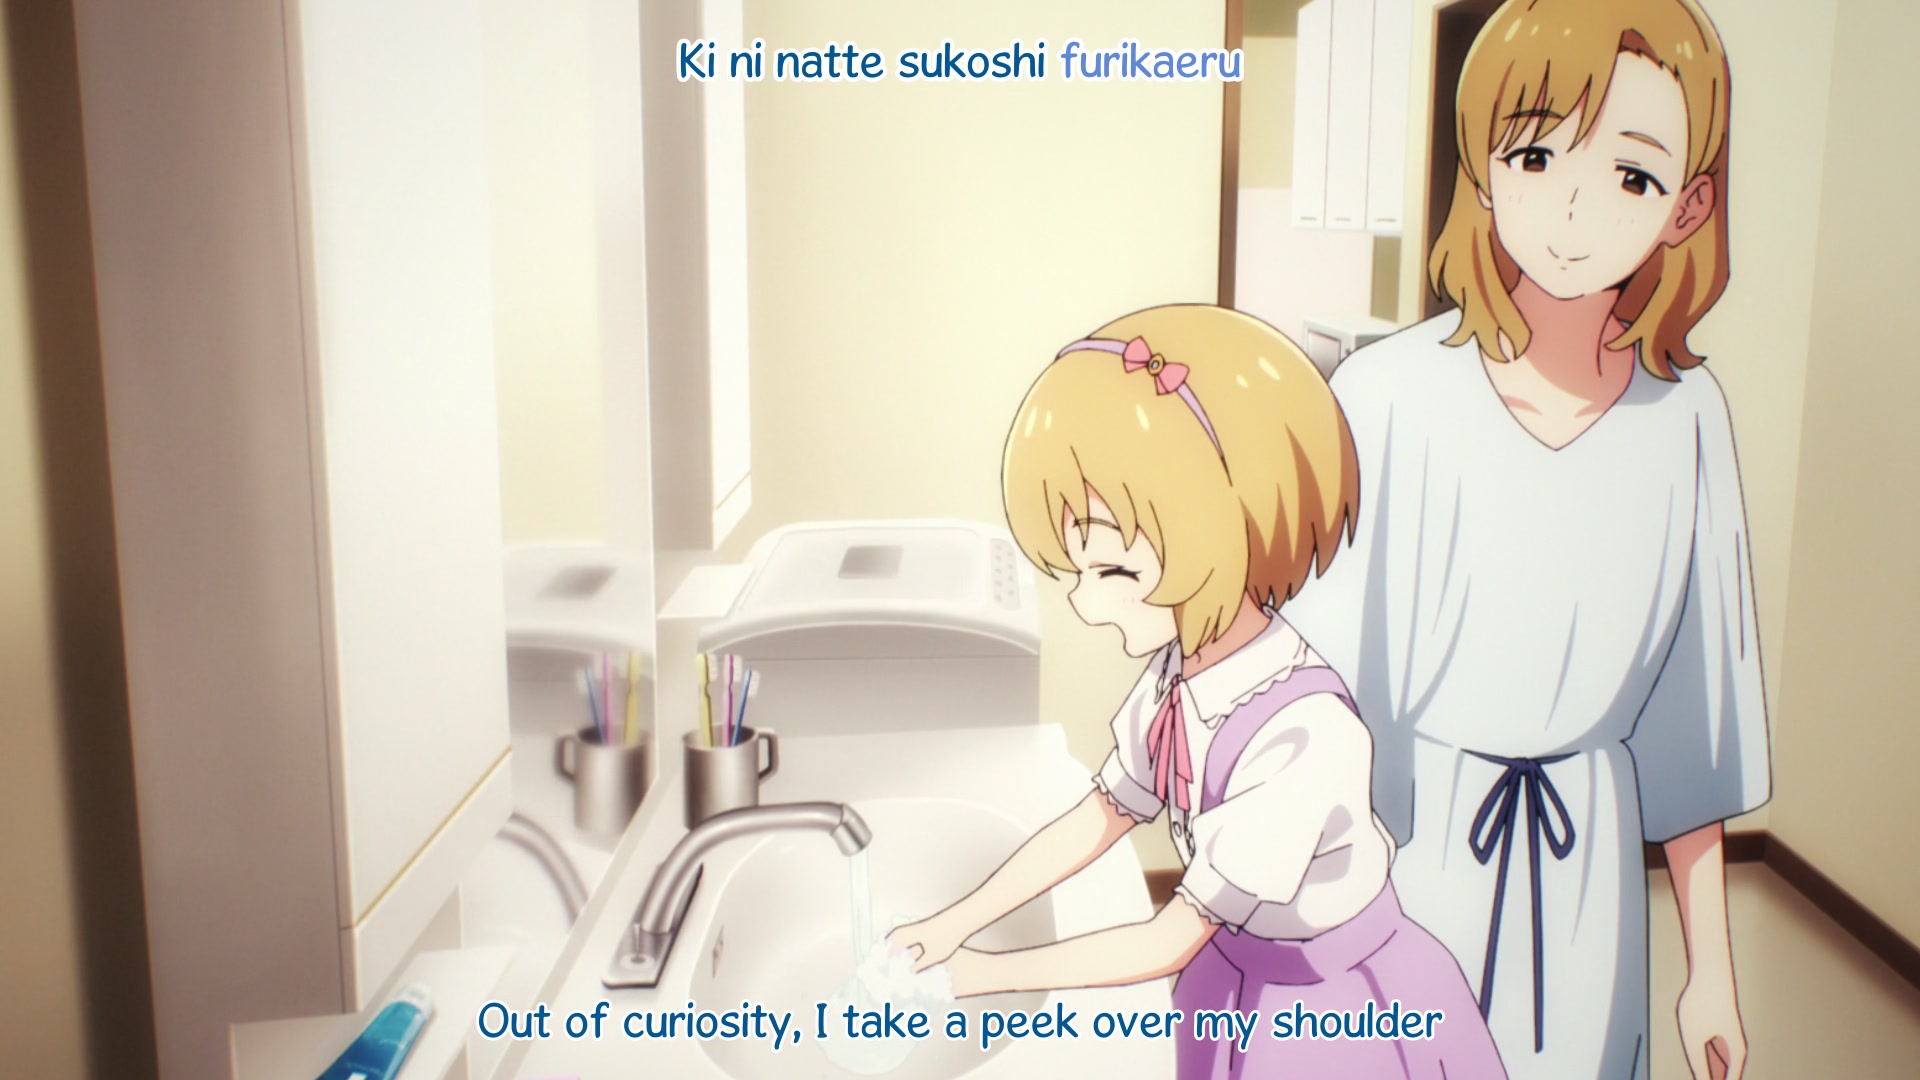 Ki ni natte sukoshi furikaeru
Out of curiosity, I take a peek over my shoulder